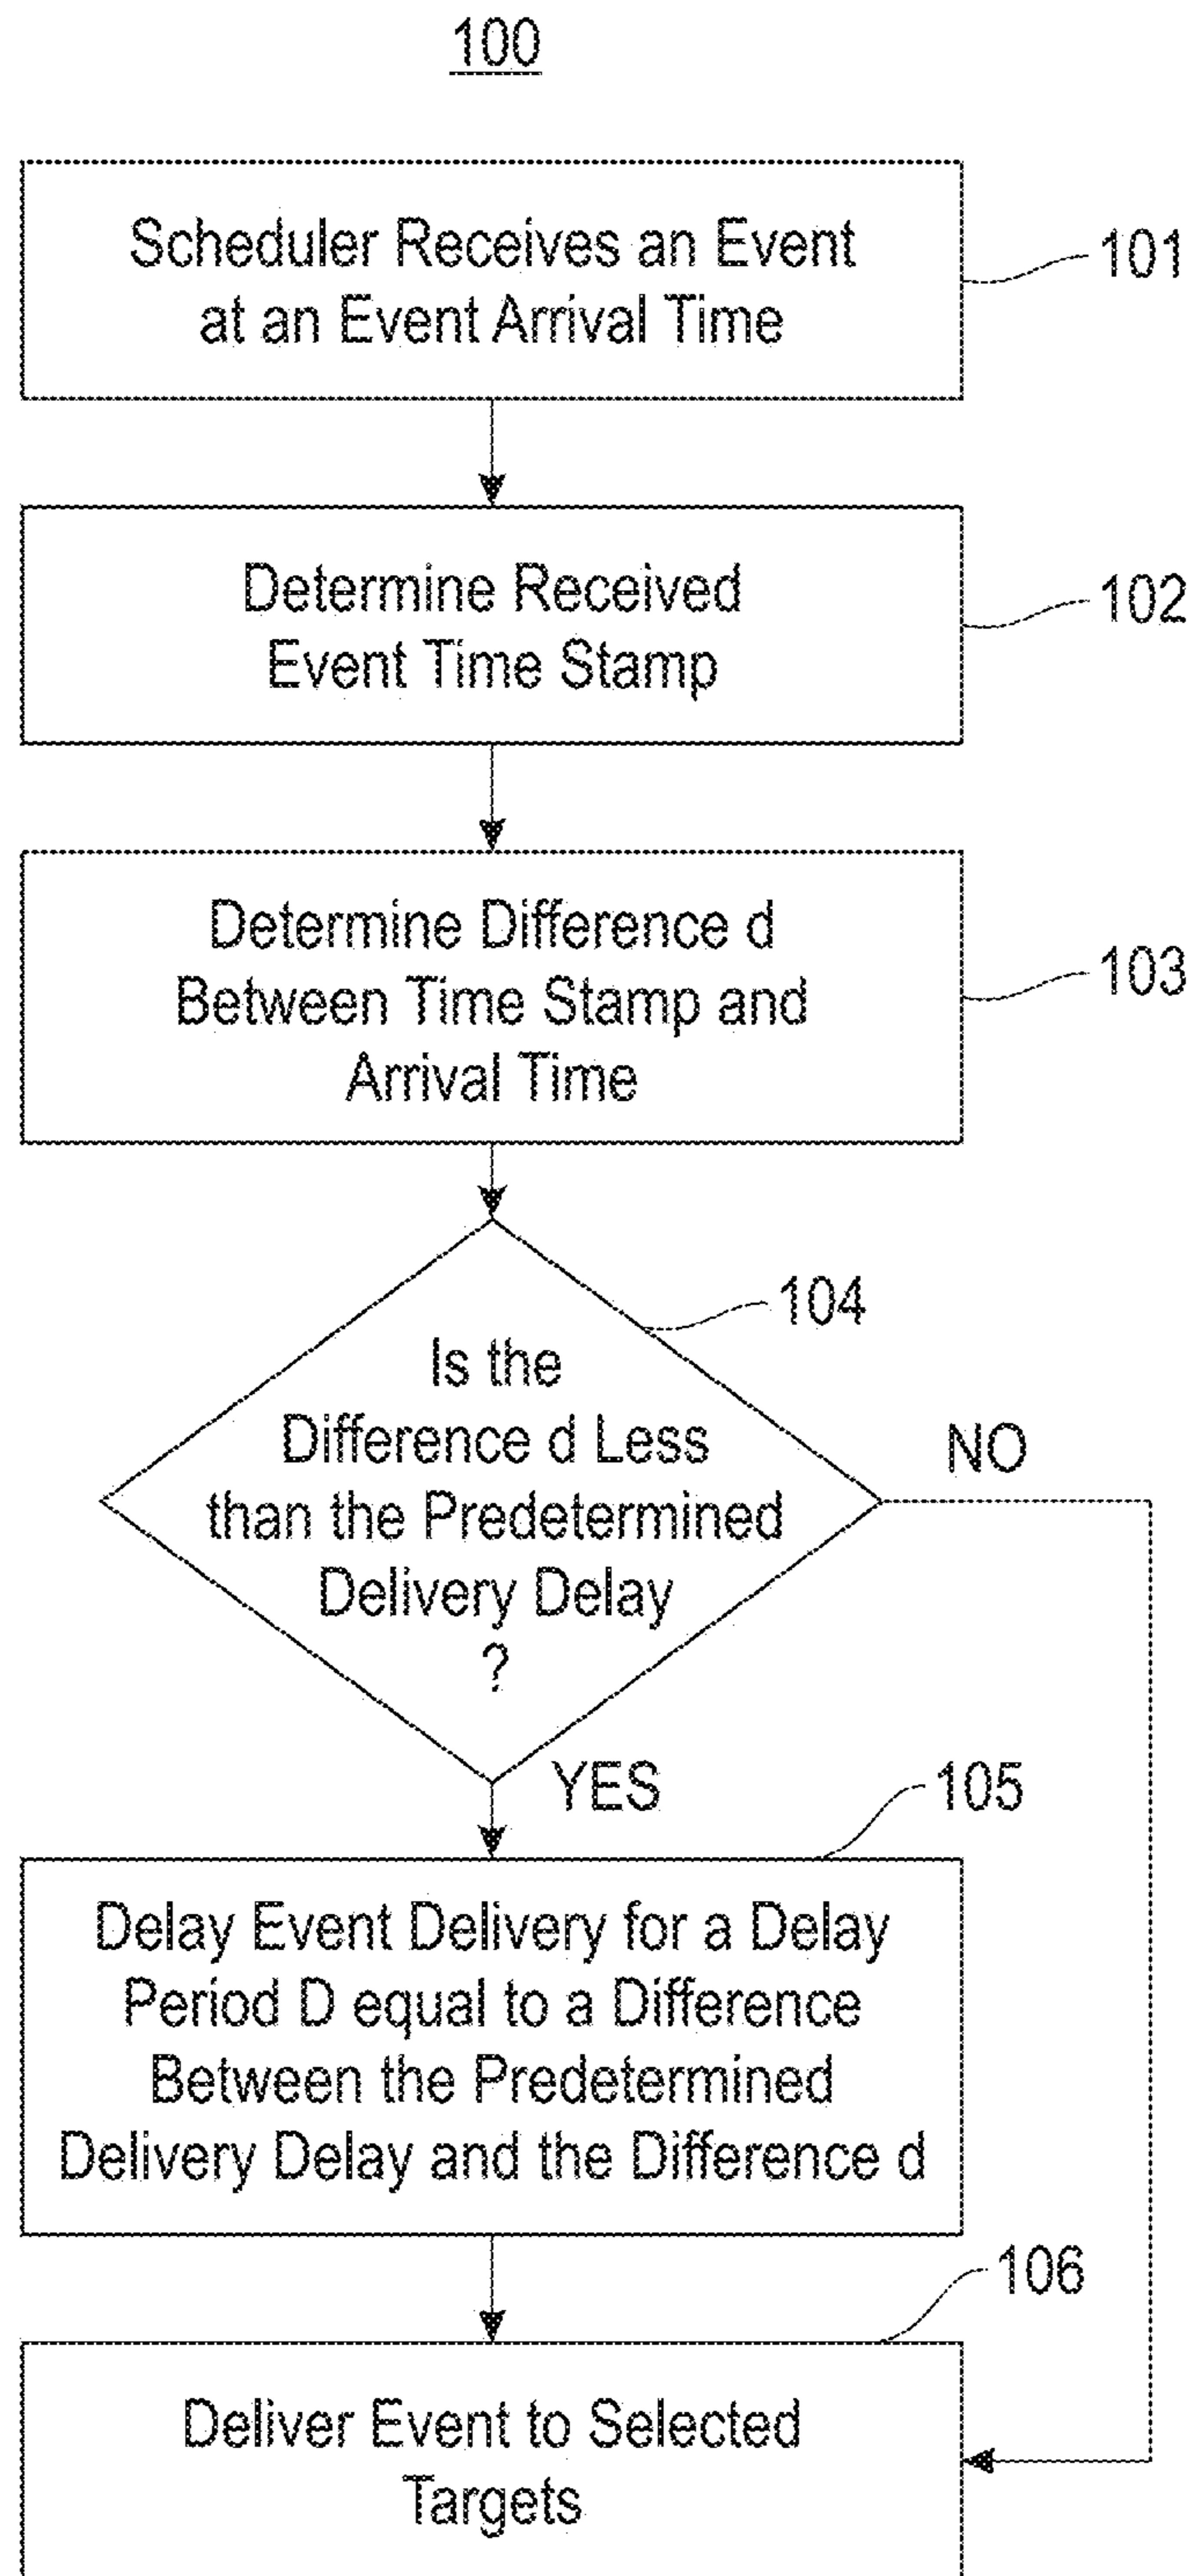 100
Scheduler Receives an Event
at an Event Arrival Time
101
Determine Received
Event Time Stamp
102
Determine Difference d
Between Time Stamp and
Arrival Time
103
104
Is the
Difference d Less
than the Predetermined
Delivery Delay
?
NO
YES
105
Delay Event Delivery for a Delay
Period D equal to a Difference
Between the Predetermined
Delivery Delay and the Difference d
106
Deliver Event to Selected
Targets